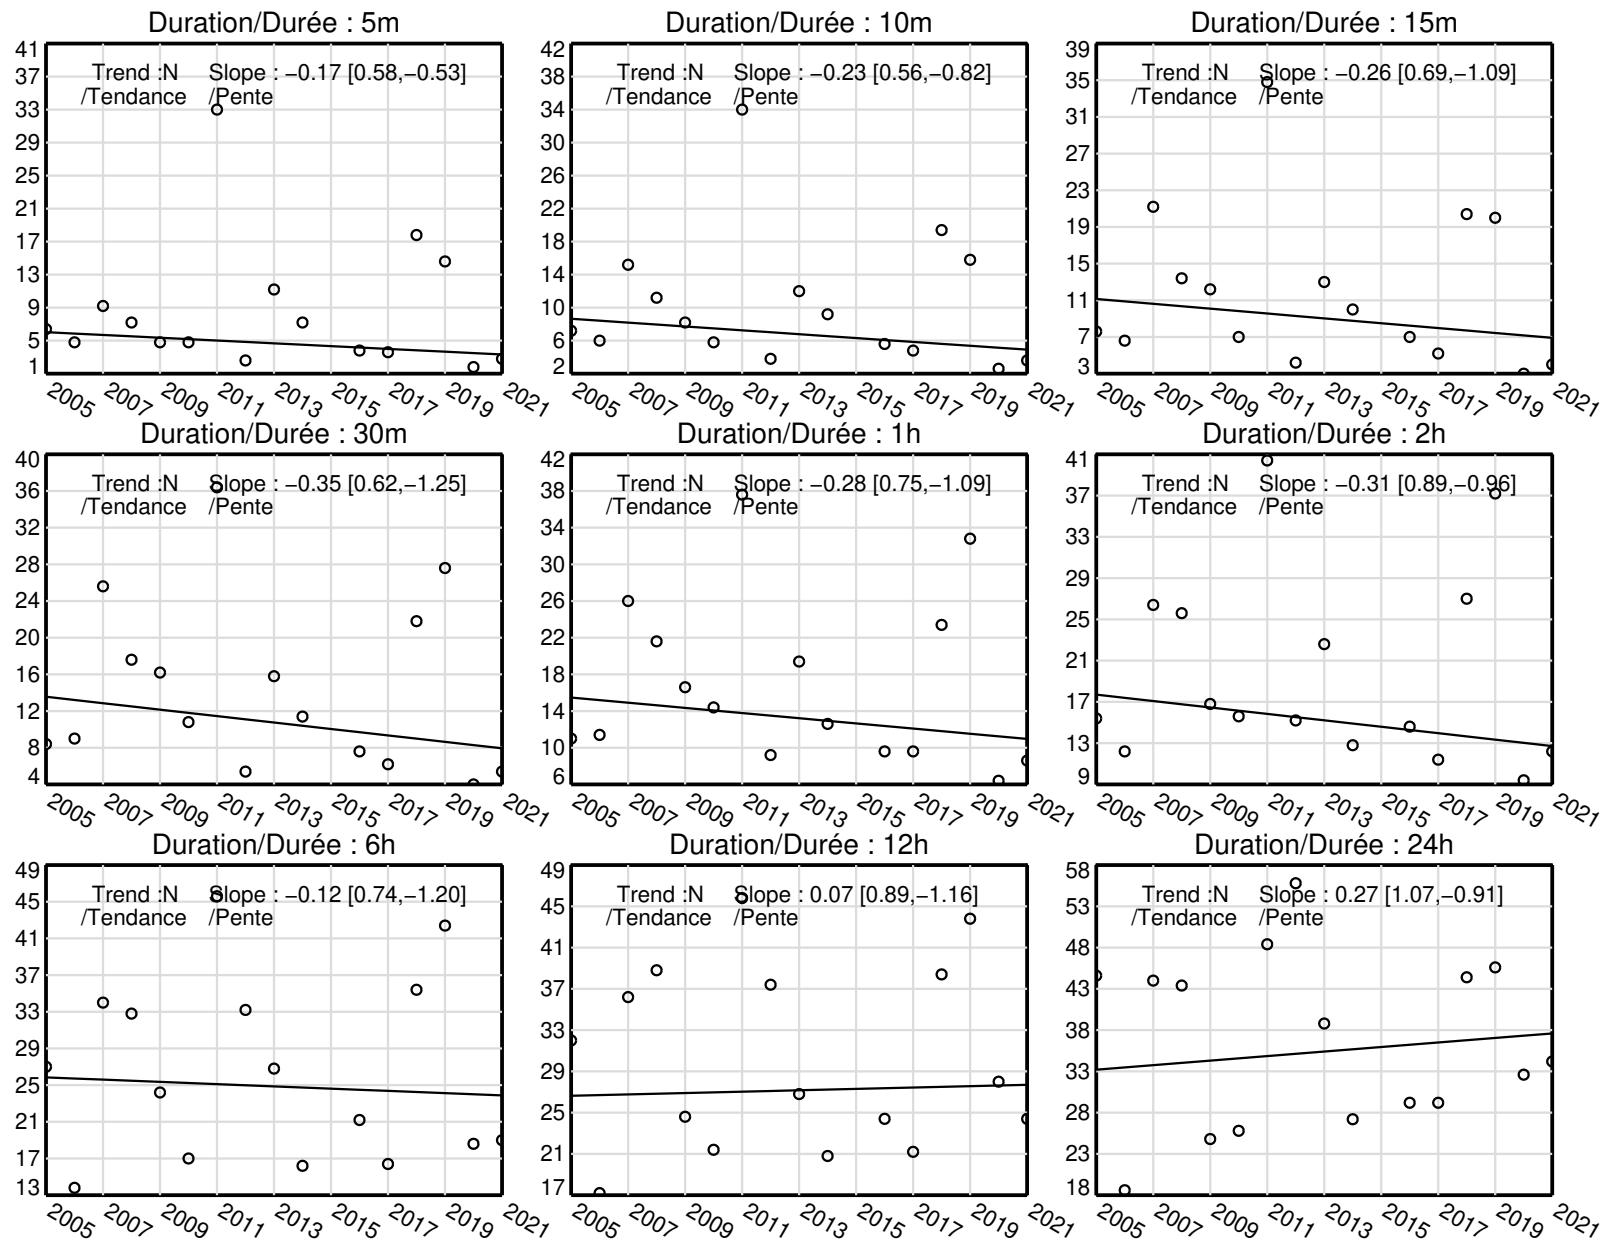 Duration/Durée : 5m
41
37
33
29
25
21
17
13
9
5
1
Trend :N Slope : −0.17 [0.58,−0.53]
/Tendance /Pente
2005 2007 2009 2011 2013 2015 2017 2019 2021
Duration/Durée : 10m
42
38
34
30
26
22
18
14
10
6
2
Trend :N Slope : −0.23 [0.56,−0.82]
/Tendance /Pente
2005 2007 2009 2011 2013 2015 2017 2019 2021
Duration/Durée : 15m
39
35
31
27
23
19
15
11
7
3
Trend :N Slope : −0.26 [0.69,−1.09]
/Tendance /Pente
2005 2007 2009 2011 2013 2015 2017 2019 2021
Duration/Durée : 30m
40
36
32
28
24
20
16
12
8
4
Trend :N Slope : −0.35 [0.62,−1.25]
/Tendance /Pente
2005 2007 2009 2011 2013 2015 2017 2019 2021
Duration/Durée : 1h
42
38
34
30
26
22
18
14
10
6
Trend :N Slope : −0.28 [0.75,−1.09]
/Tendance /Pente
2005 2007 2009 2011 2013 2015 2017 2019 2021
Duration/Durée : 2h
41
37
33
29
25
21
17
13
9
Trend :N Slope : −0.31 [0.89,−0.96]
/Tendance /Pente
2005 2007 2009 2011 2013 2015 2017 2019 2021
Duration/Durée : 6h
49
45
41
37
33
29
25
21
17
13
Trend :N Slope : −0.12 [0.74,−1.20]
/Tendance /Pente
2005 2007 2009 2011 2013 2015 2017 2019 2021
Duration/Durée : 12h
49
45
41
37
33
29
25
21
17
Trend :N Slope : 0.07 [0.89,−1.16]
/Tendance /Pente
2005 2007 2009 2011 2013 2015 2017 2019 2021
Duration/Durée : 24h
58
53
48
43
38
33
28
23
18
Trend :N Slope : 0.27 [1.07,−0.91]
/Tendance /Pente
2005 2007 2009 2011 2013 2015 2017 2019 2021